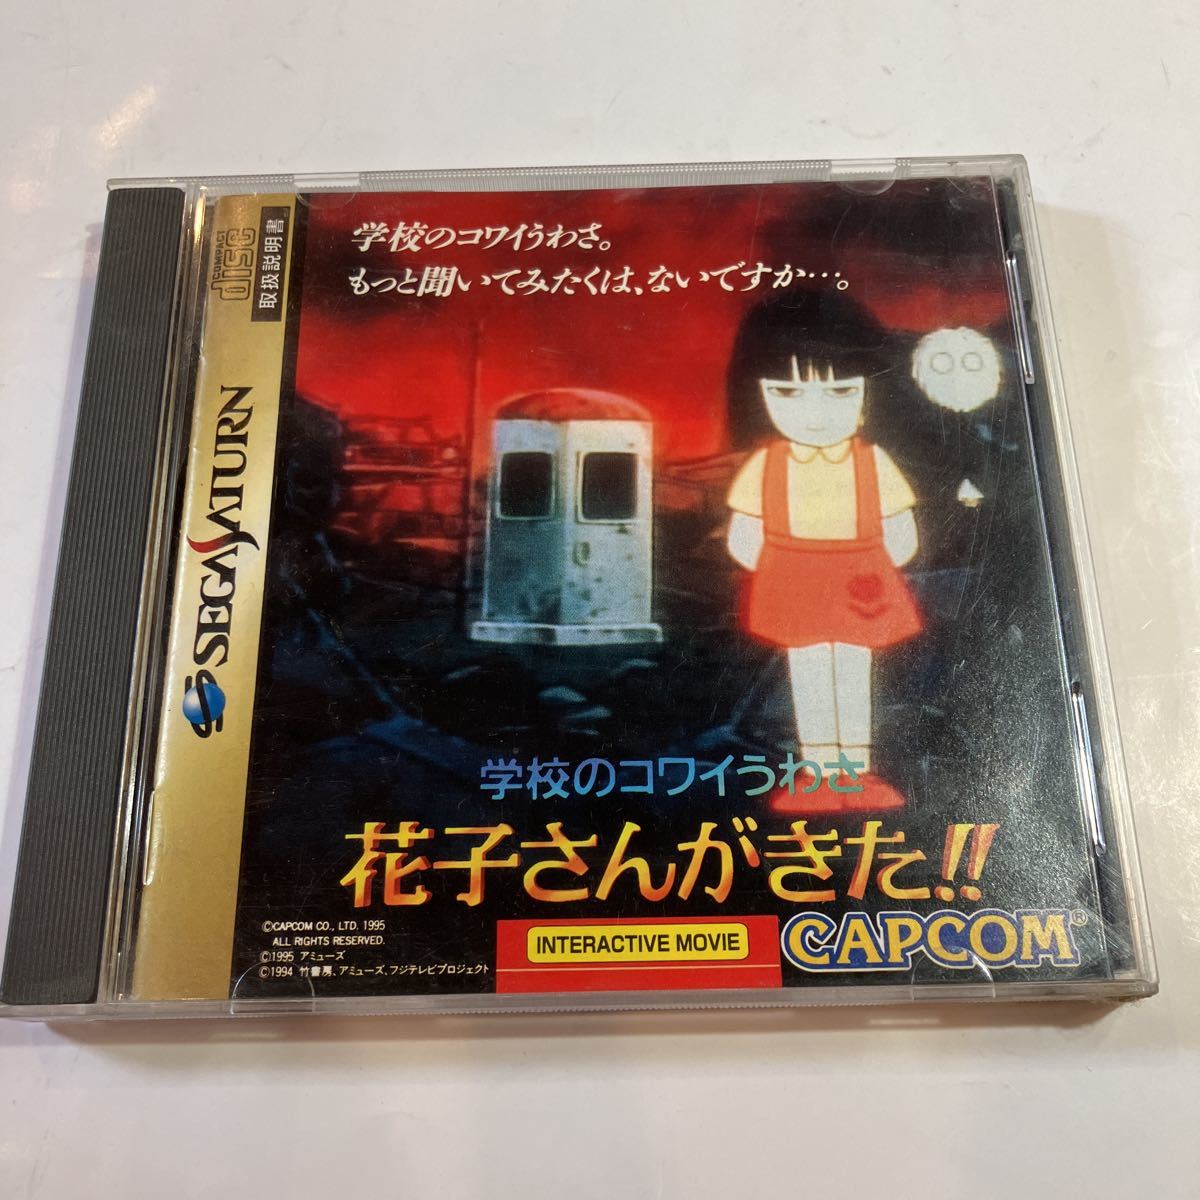 COMPACT
disc
取扱説明書
SEGA SATURN
学校のコワイうわさ。
もっと聞いてみたくは、ないですか…。
学校のコワイうわさ
花子さんがきた!!
©CAPCOM CO., LTD. 1995
ALL RIGHTS RESERVED.
©1995 アミューズ
©1994 竹書房、アミューズ、フジテレビプロジェクト
INTERACTIVE MOVIE
CAPCOM®